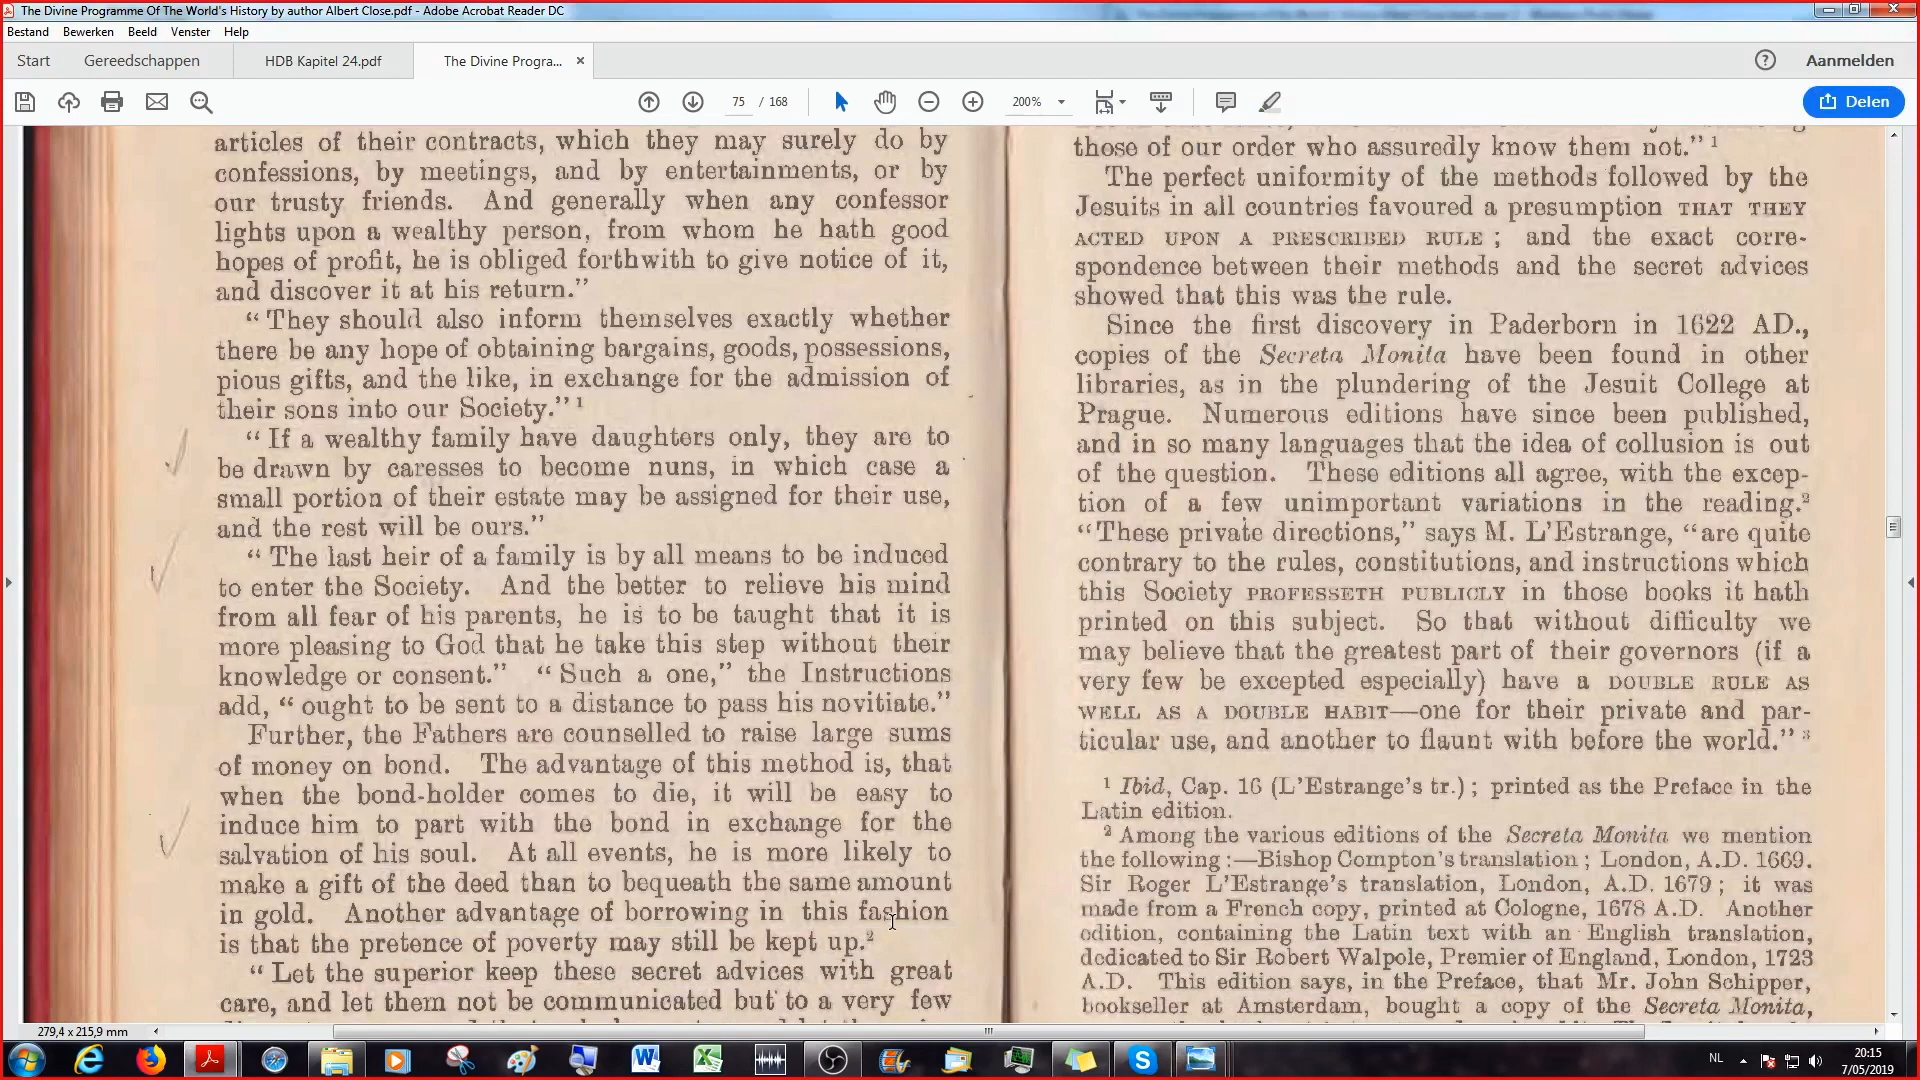 The Divine Programme Of The World's History by author Albert Close.pdf - Adobe Acrobat Reader DC
Bestand Bewerken Beeld Venster Help
Start Gereedschappen HDB Kapitel 24.pdf The Divine Progra... × Aanmelden
75 / 168 200% Delen
articles of their contracts, which they may surely do by
confessions, by meetings, and by entertainments, or by
our trusty friends. And generally when any confessor
lights upon a wealthy person, from whom he hath good
hopes of profit, he is obliged forthwith to give notice of it,
and discover it at his return."
"They should also inform themselves exactly whether
there be any hope of obtaining bargains, goods, possessions,
pious gifts, and the like, in exchange for the admission of
their sons into our Society." 1
"If a wealthy family have daughters only, they are to
be drawn by caresses to become nuns, in which case a
small portion of their estate may be assigned for their use,
and the rest will be ours."
"The last heir of a family is by all means to be induced
to enter the Society. And the better to relieve his mind
from all fear of his parents, he is to be taught that it is
more pleasing to God that he take this step without their
knowledge or consent." "Such a one," the Instructions
add, "ought to be sent to a distance to pass his novitiate."
Further, the Fathers are counselled to raise large sums
of money on bond. The advantage of this method is, that
when the bond-holder comes to die, it will be easy to
induce him to part with the bond in exchange for the
salvation of his soul. At all events, he is more likely to
make a gift of the deed than to bequeath the same amount
in gold. Another advantage of borrowing in this fashion
is that the pretence of poverty may still be kept up.2
"Let the superior keep these secret advices with great
care, and let them not be communicated but to a very few
those of our order who assuredly know them not." 1
The perfect uniformity of the methods followed by the
Jesuits in all countries favoured a presumption THAT THEY
ACTED UPON A PRESCRIBED RULE; and the exact corre-
spondence between their methods and the secret advices
showed that this was the rule.
Since the first discovery in Paderborn in 1622 AD.,
copies of the Secreta Monita have been found in other
libraries, as in the plundering of the Jesuit College at
Prague. Numerous editions have since been published,
and in so many languages that the idea of collusion is out
of the question. These editions all agree, with the excep-
tion of a few unimportant variations in the reading.2
"These private directions," says M. L'Estrange, "are quite
contrary to the rules, constitutions, and instructions which
this Society PROFESSETH PUBLICLY in those books it hath
printed on this subject. So that without difficulty we
may believe that the greatest part of their governors (if a
very few be excepted especially) have a DOUBLE RULE AS
WELL AS A DOUBLE HABIT—one for their private and par-
ticular use, and another to flaunt with before the world." 3
1 Ibid, Cap. 16 (L'Estrange's tr.); printed as the Preface in the
Latin edition.
2 Among the various editions of the Secreta Monita we mention
the following:—Bishop Compton's translation; London, A.D. 1669.
Sir Roger L'Estrange's translation, London, A.D. 1679; it was
made from a French copy, printed at Cologne, 1678 A.D. Another
edition, containing the Latin text with an English translation,
dedicated to Sir Robert Walpole, Premier of England, London, 1723
A.D. This edition says, in the Preface, that Mr. John Schipper,
bookseller at Amsterdam, bought a copy of the Secreta Monita,
279,4 x 215,9 mm
NL 20:15
7/05/2019